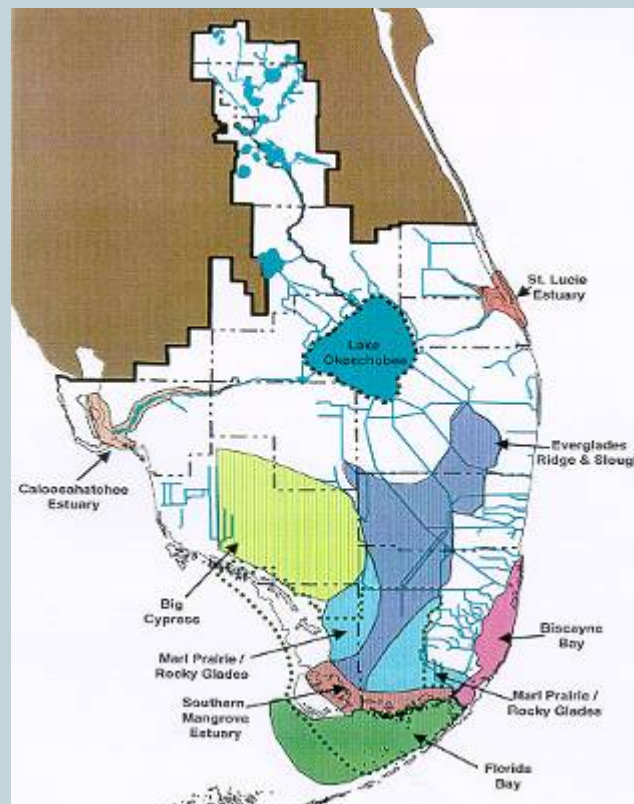 St. Lucie
Estuary
Lake
Okeechobee
Everglades
Ridge & Slough
Caloosahatchee
Estuary
Big
Cypress
Biscayne
Bay
Marl Prairie /
Rocky Glades
Southern
Mangrove
Estuary
Marl Prairie /
Rocky Glades
Florida
Bay